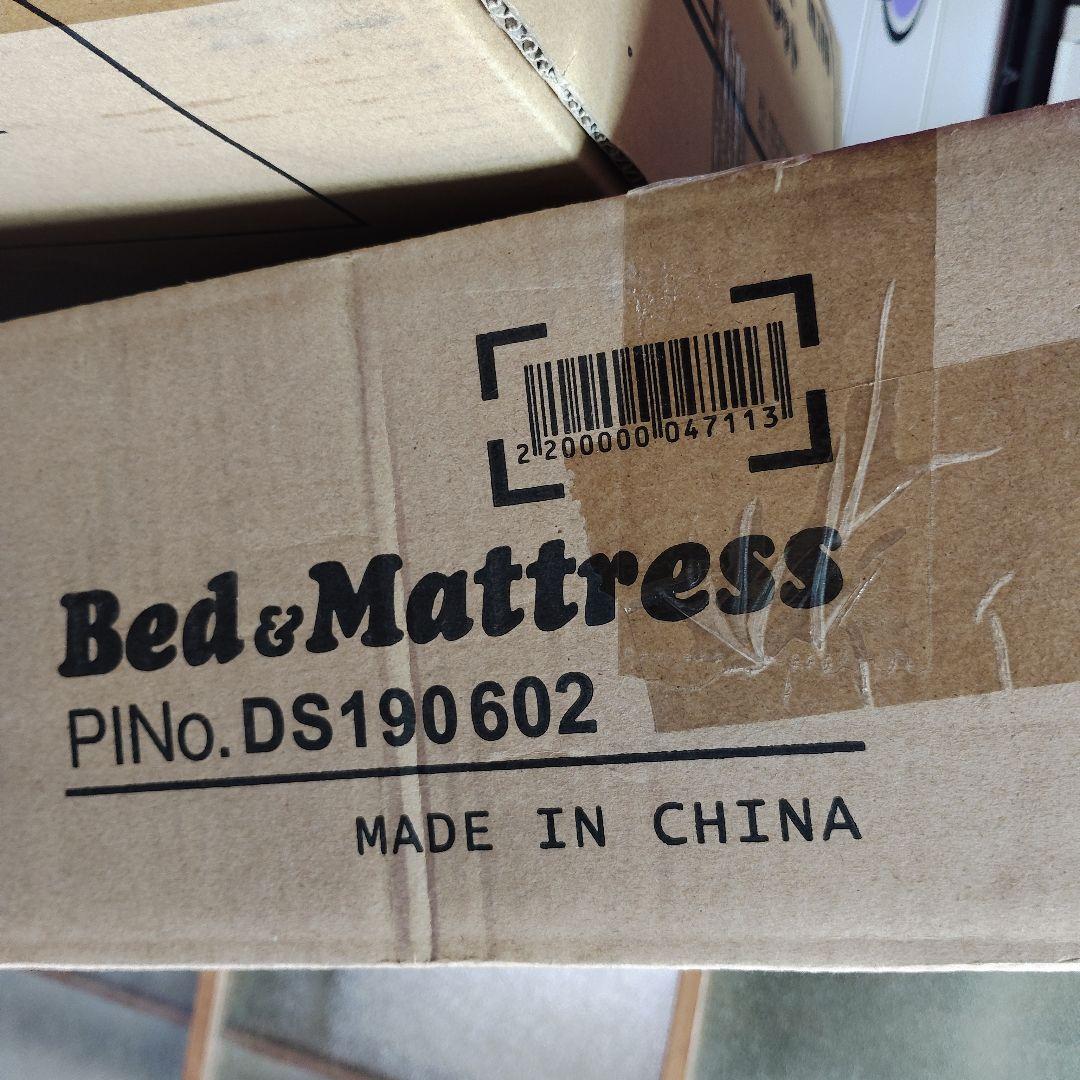 2 200000 047113
Bed&Mattress
PINo. DS190602
MADE IN CHINA